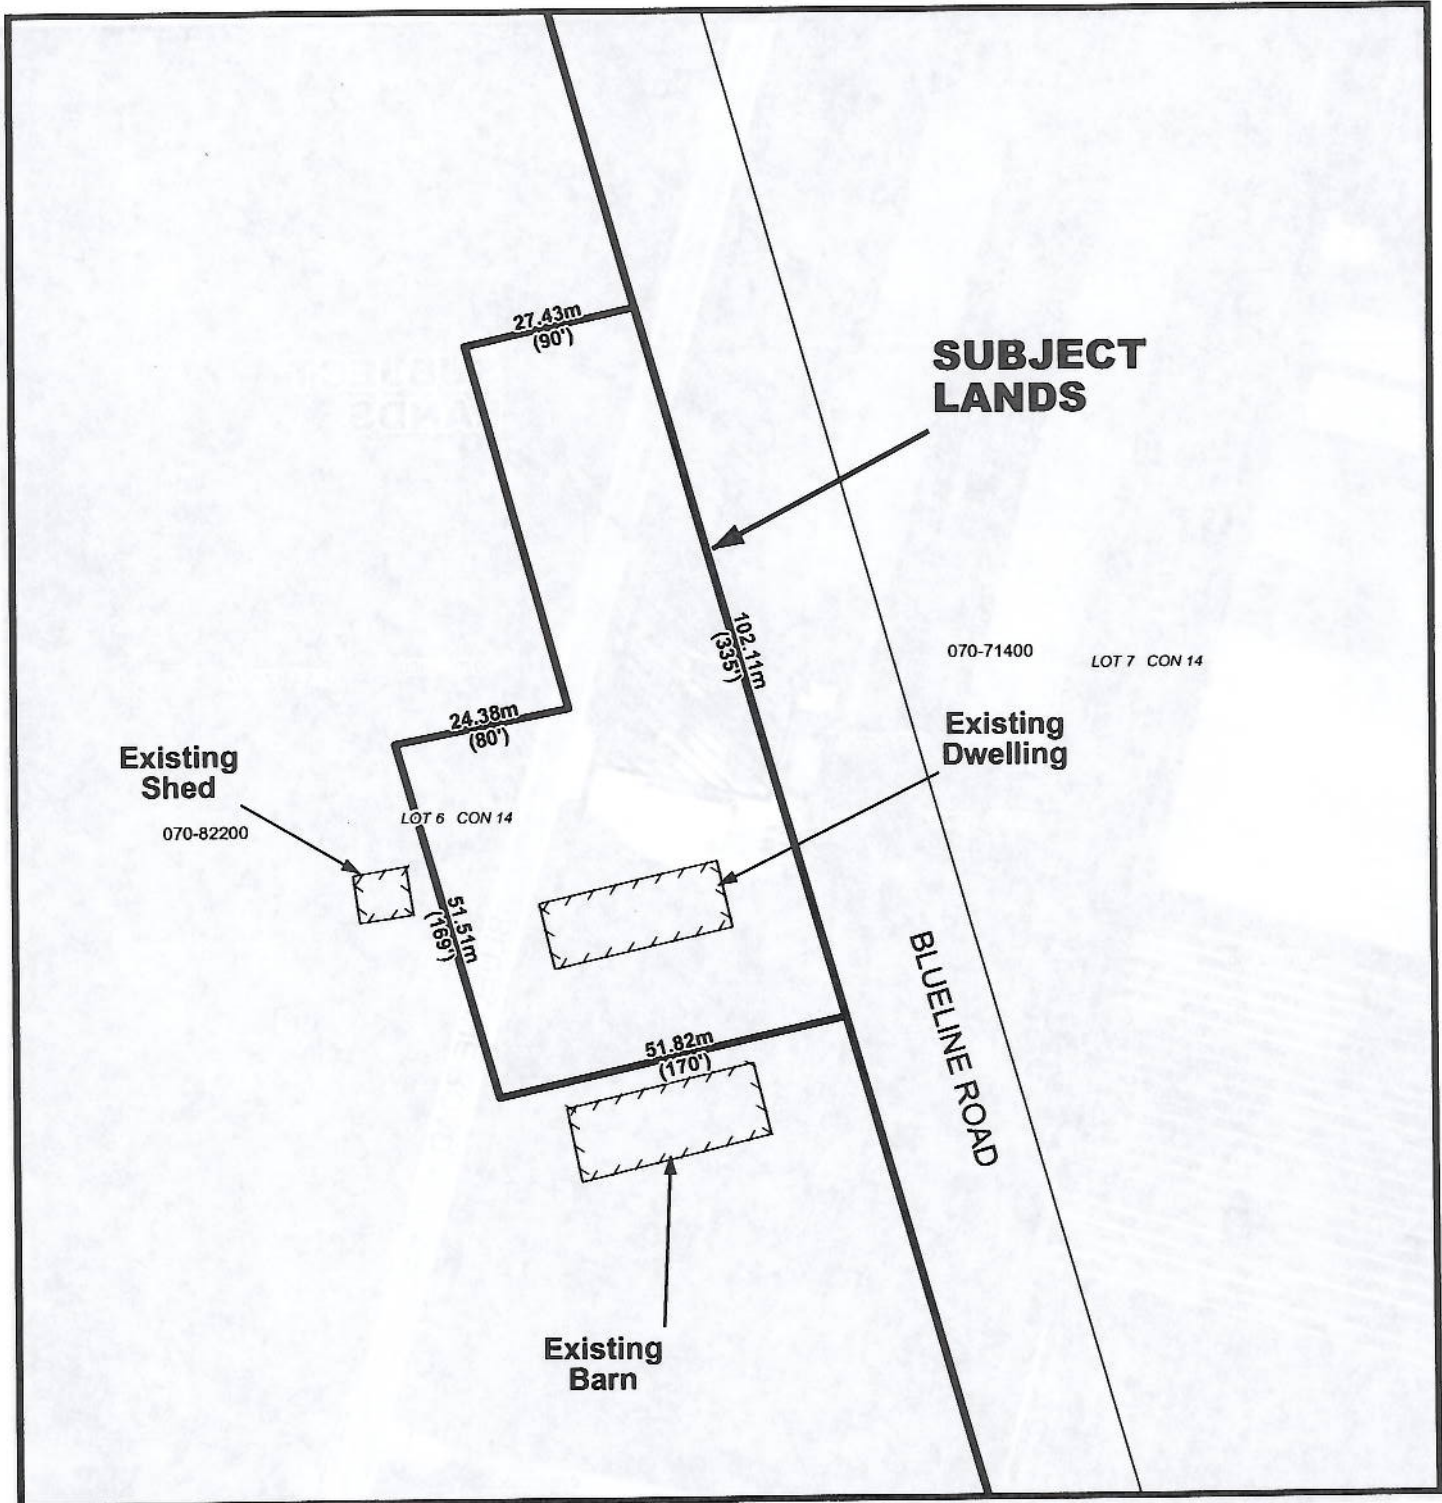 27.43m
(90')
SUBJECT
LANDS
102.11m
(335')
070-71400
LOT 7 CON 14
24.38m
(80')
Existing
Dwelling
Existing
Shed
070-82200
LOT 6 CON 14
51.51m
(169')
BLUELINE ROAD
51.82m
(170')
Existing
Barn